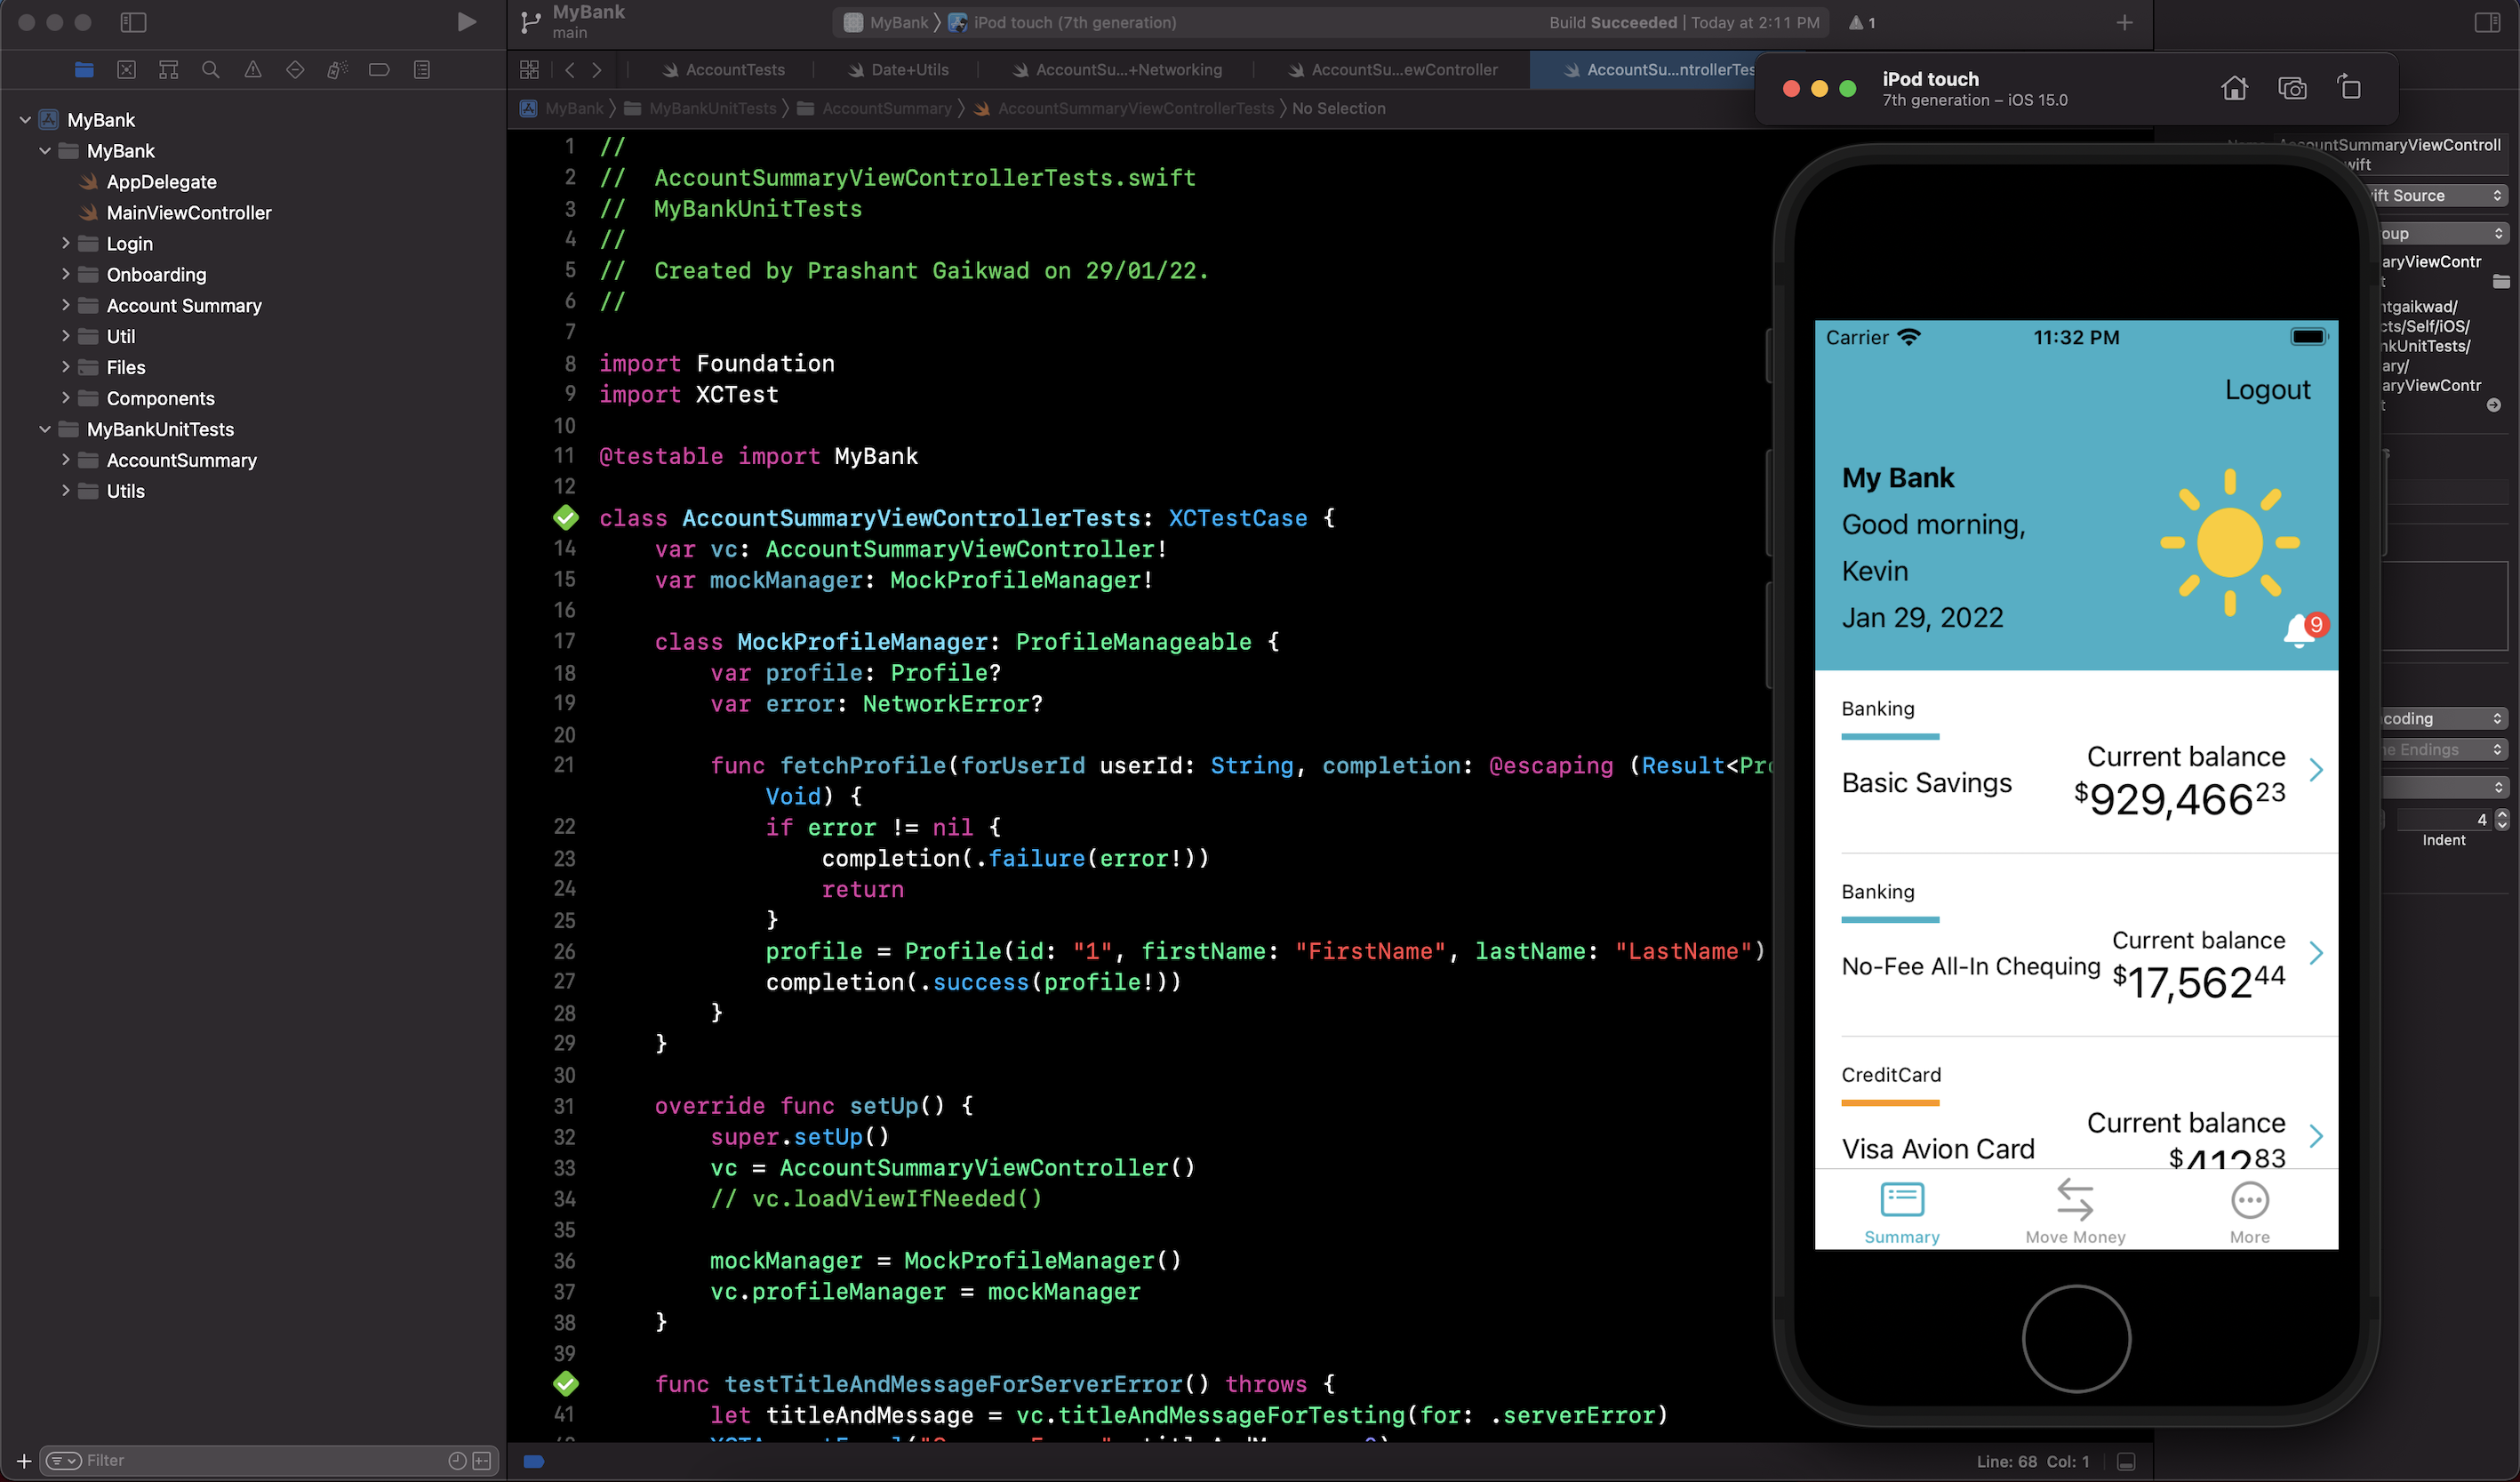 MyBank
main
MyBank 〉 iPod touch (7th generation)
Build Succeeded | Today at 2:11 PM
1
AccountTests
Date+Utils
AccountSu...+Networking
AccountSu...ewController
AccountSu...ntrollerTes
MyBank 〉 MyBankUnitTests 〉 AccountSummary 〉 AccountSummaryViewControllerTests 〉 No Selection
MyBank
MyBank
AppDelegate
MainViewController
Login
Onboarding
Account Summary
Util
Files
Components
MyBankUnitTests
AccountSummary
Utils
Filter
1 //
2 //  AccountSummaryViewControllerTests.swift
3 //  MyBankUnitTests
4 //
5 //  Created by Prashant Gaikwad on 29/01/22.
6 //
7
8 import Foundation
9 import XCTest
10
11 @testable import MyBank
12
class AccountSummaryViewControllerTests: XCTestCase {
14     var vc: AccountSummaryViewController!
15     var mockManager: MockProfileManager!
16
17     class MockProfileManager: ProfileManageable {
18         var profile: Profile?
19         var error: NetworkError?
20
21         func fetchProfile(forUserId userId: String, completion: @escaping (Result<Pro
Void) {
22             if error != nil {
23                 completion(.failure(error!))
24                 return
25             }
26             profile = Profile(id: "1", firstName: "FirstName", lastName: "LastName")
27             completion(.success(profile!))
28         }
29     }
30
31     override func setUp() {
32         super.setUp()
33         vc = AccountSummaryViewController()
34         // vc.loadViewIfNeeded()
35
36         mockManager = MockProfileManager()
37         vc.profileManager = mockManager
38     }
39
func testTitleAndMessageForServerError() throws {
41         let titleAndMessage = vc.titleAndMessageForTesting(for: .serverError)
Line: 68 Col: 1
iPod touch
7th generation – iOS 15.0
Carrier
11:32 PM
Logout
My Bank
Good morning,
Kevin
Jan 29, 2022
9
Banking
Basic Savings
Current balance
$929,466 23
Banking
No-Fee All-In Chequing
Current balance
$17,562 44
CreditCard
Visa Avion Card
Current balance
$412 83
Summary
Move Money
More
AccountSummaryViewControll
wift
ift Source
oup
aryViewContr
t
ntgaikwad/
cts/Self/iOS/
nkUnitTests/
ary/
aryViewContr
t
coding
ne Endings
4
Indent